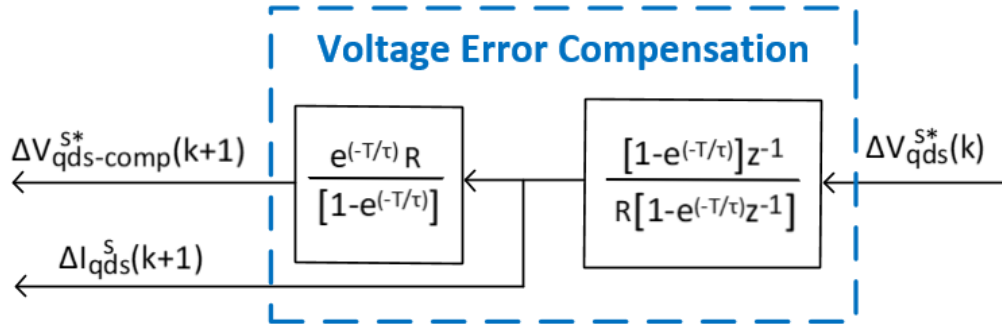 Voltage Error Compensation
ΔV^{s*}_{qds-comp}(k+1)
e^{(-T/τ)} R
[1-e^{(-T/τ)}]
[1-e^{(-T/τ)}]z^{-1}
R[1-e^{(-T/τ)}z^{-1}]
ΔV^{s*}_{qds}(k)
ΔI^{s}_{qds}(k+1)